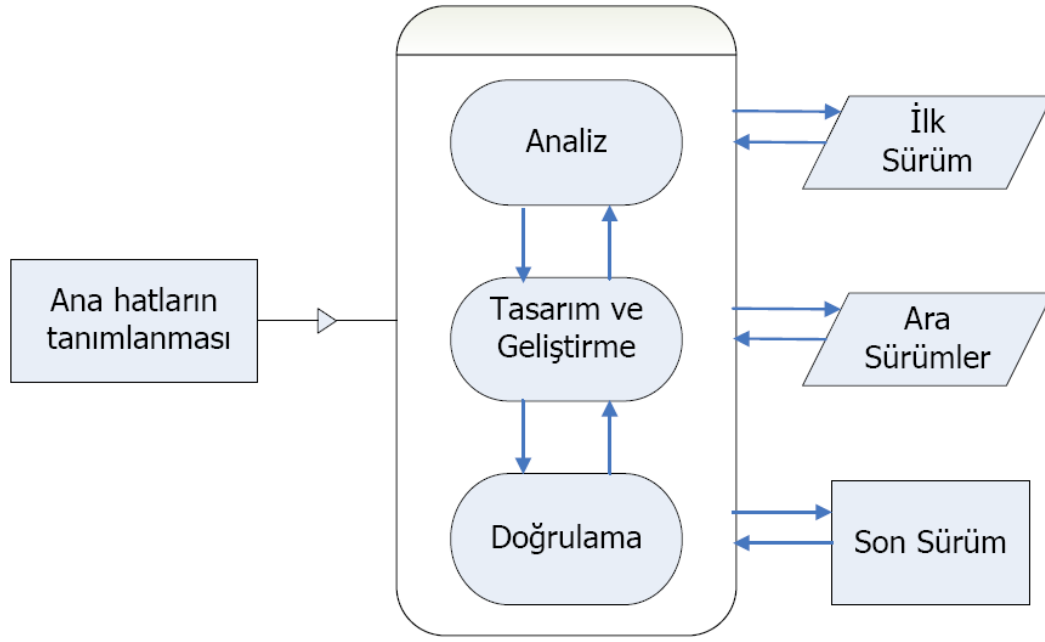 Ana hatların
tanımlanması
Analiz
Tasarım ve
Geliştirme
Doğrulama
İlk
Sürüm
Ara
Sürümler
Son Sürüm